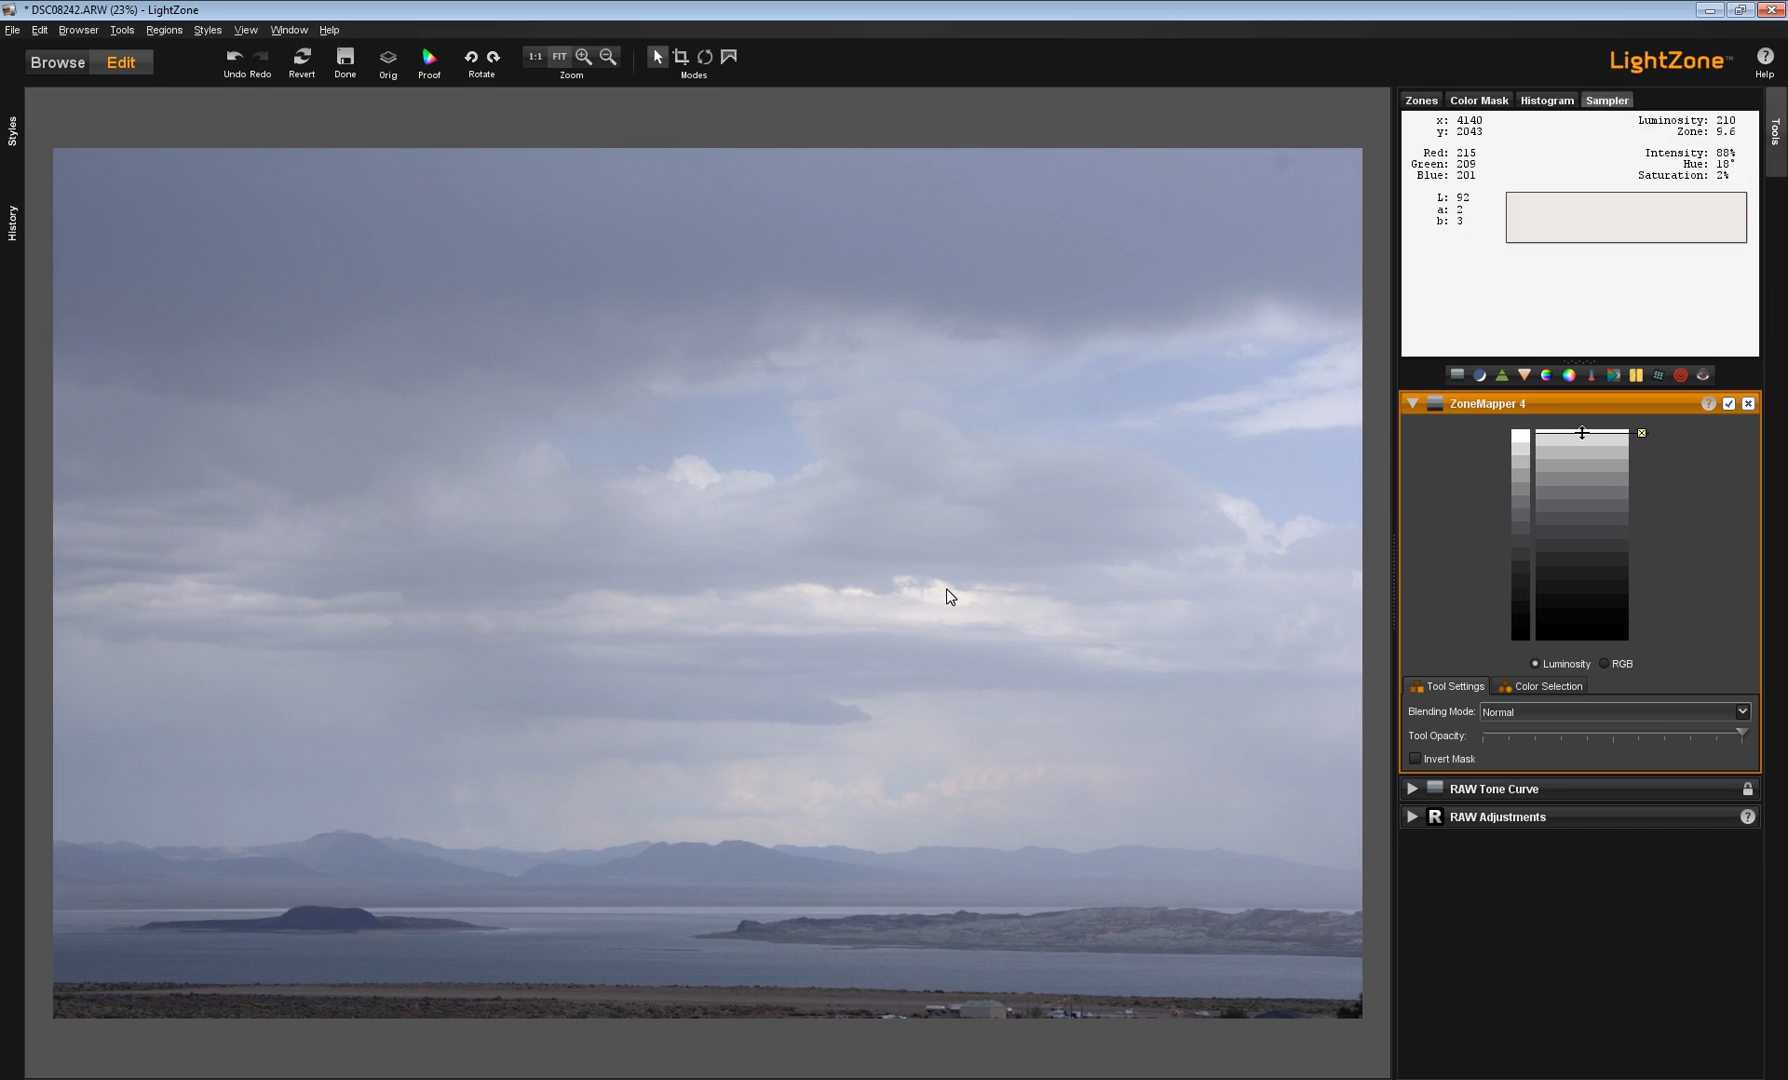 * DSC08242.ARW (23%) - LightZone
File Edit Browser Tools Regions Styles View Window Help
Browse Edit
Undo Redo Revert Done Orig Proof Rotate
1:1 FIT
Zoom
Modes
LightZone™
Help
Styles
History
Tools
Zones Color Mask Histogram Sampler
x: 4140
y: 2043
Luminosity: 210
Zone: 9.6
Red: 215
Green: 209
Blue: 201
Intensity: 88%
Hue: 18°
Saturation: 2%
L: 92
a: 2
b: 3
ZoneMapper 4
Luminosity RGB
Tool Settings Color Selection
Blending Mode: Normal
Tool Opacity:
Invert Mask
RAW Tone Curve
R RAW Adjustments